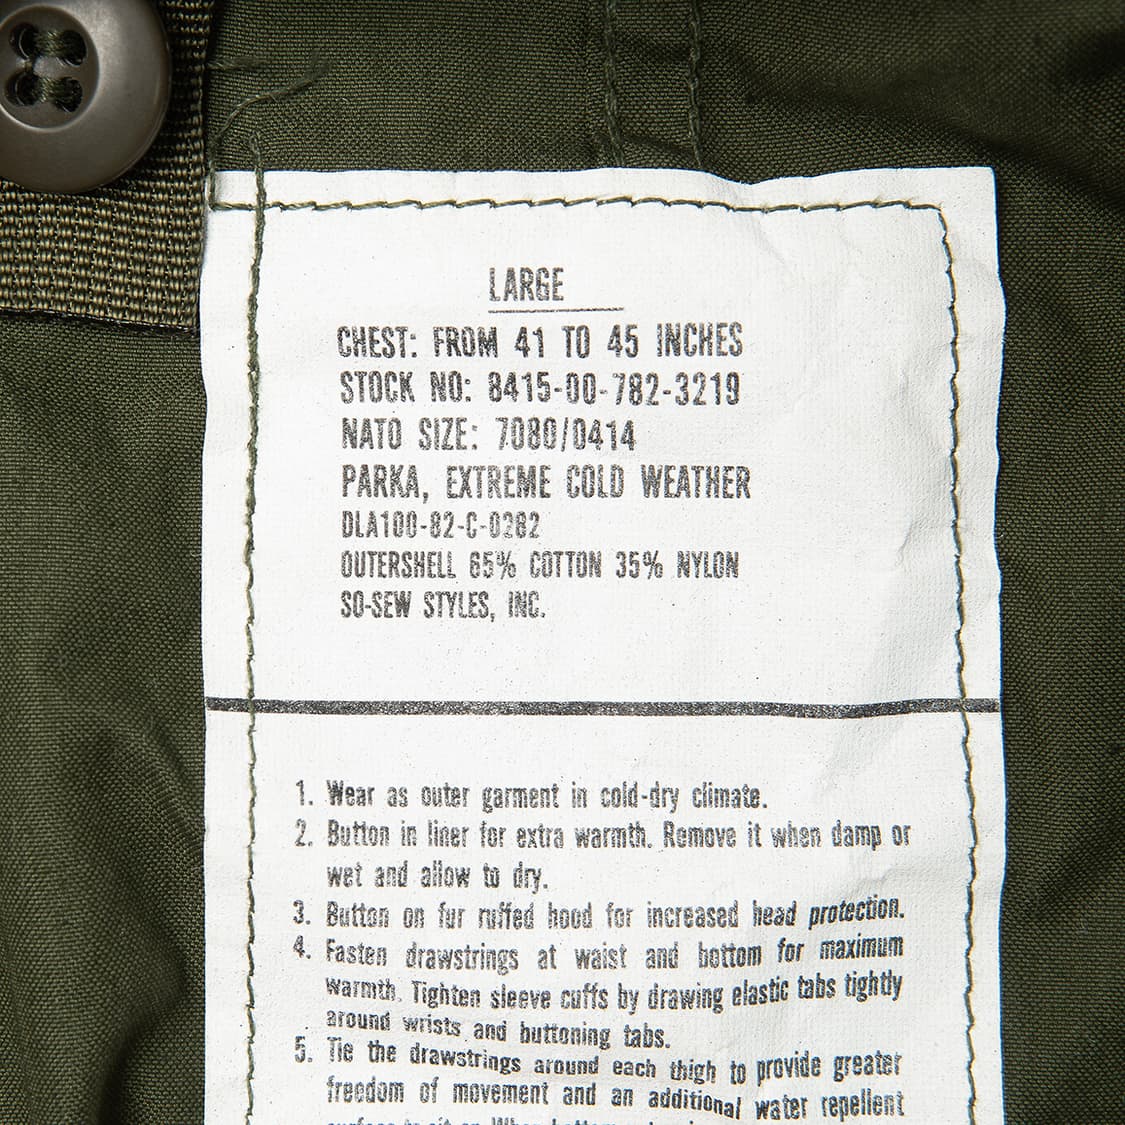 LARGE
CHEST: FROM 41 TO 45 INCHES
STOCK NO: 8415-00-782-3219
NATO SIZE: 7080/0414
PARKA, EXTREME COLD WEATHER
DLA100-82-C-0282
OUTERSHELL 65% COTTON 35% NYLON
SO-SEW STYLES, INC.
1. Wear as outer garment in cold-dry climate.
2. Button in liner for extra warmth. Remove it when damp or
wet and allow to dry.
3. Button on fur ruffed hood for increased head protection.
4. Fasten drawstrings at waist and bottom for maximum
warmth. Tighten sleeve cuffs by drawing elastic tabs tightly
around wrists and buttoning tabs.
5. Tie the drawstrings around each thigh to provide greater
freedom of movement and an additional water repellent